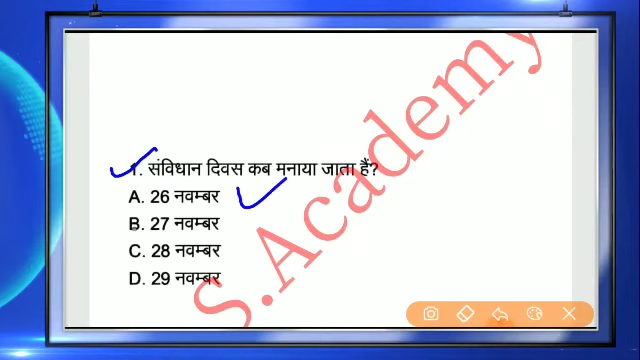 1. संविधान दिवस कब मनाया जाता हैं?
A. 26 नवम्बर
B. 27 नवम्बर
C. 28 नवम्बर
D. 29 नवम्बर
S.Academy